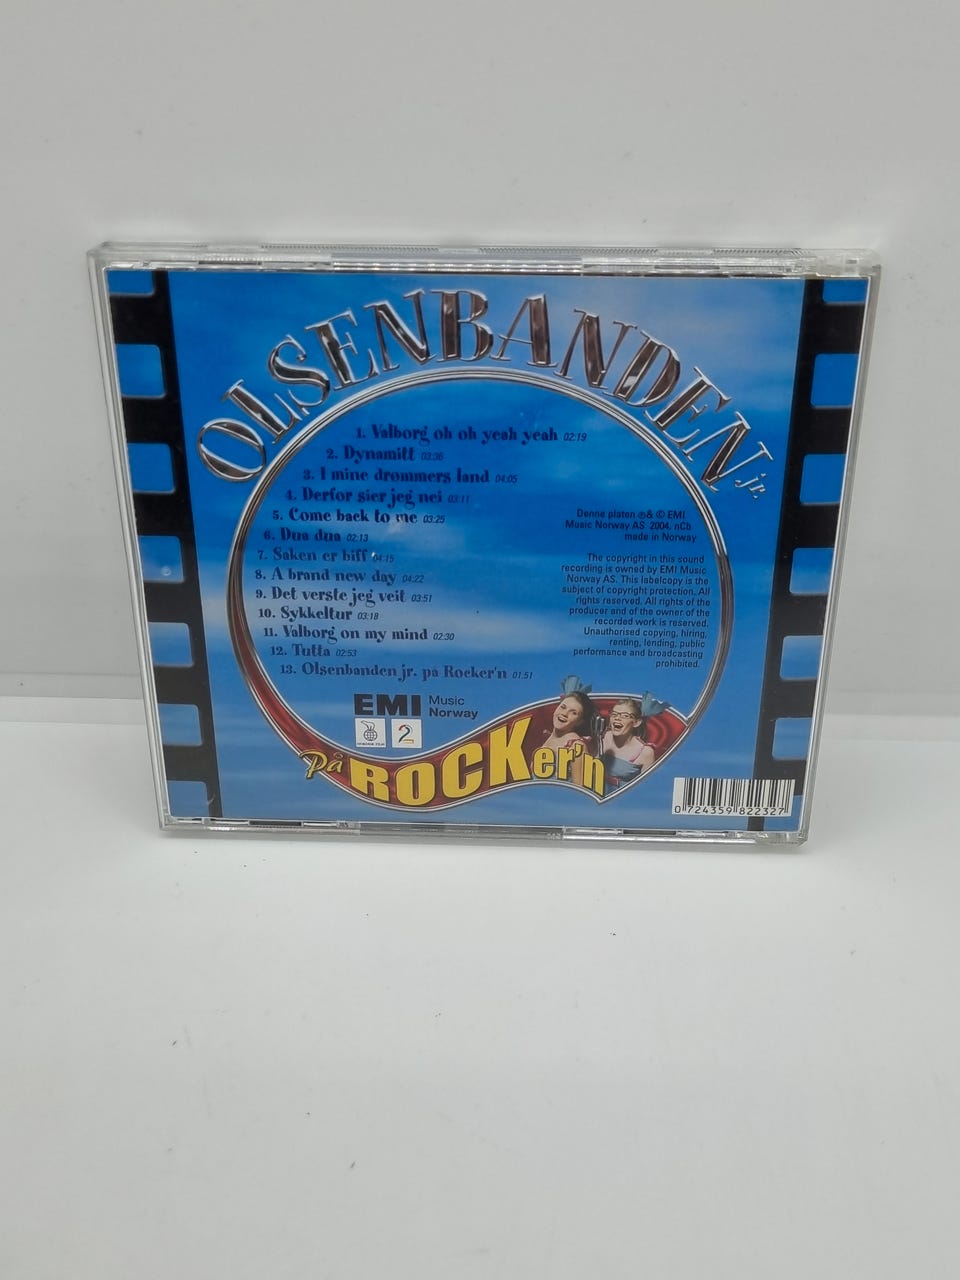 OLSENBANDEN jr.
1. Valborg oh oh yeah yeah 02:19
2. Dynamitt 03:36
3. I mine drømmers land 04:05
4. Derfor sier jeg nei 03:11
5. Come back to me 03:25
6. Dua dua 02:13
7. Saken er biff 04:15
8. A brand new day 04:22
9. Det verste jeg veit 03:51
10. Sykkeltur 03:18
11. Valborg on my mind 02:30
12. Tutta 02:53
13. Olsenbanden jr. på Rocker'n 01:51
Denne platen ℗ & © EMI
Music Norway AS 2004, nCb
made in Norway
The copyright in this sound
recording is owned by EMI Music
Norway AS. This labelcopy is the
subject of copyright protection. All
rights reserved. All rights of the
producer and of the owner of the
recorded work is reserved.
Unauthorised copying, hiring,
renting, lending, public
performance and broadcasting
prohibited.
EMI Music
Norway
2
På ROCKer'n
0 724359 822327